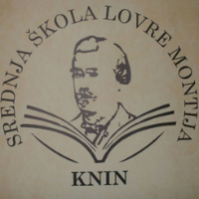 SREDNJA ŠKOLA LOVRE MONTIJA
KNIN